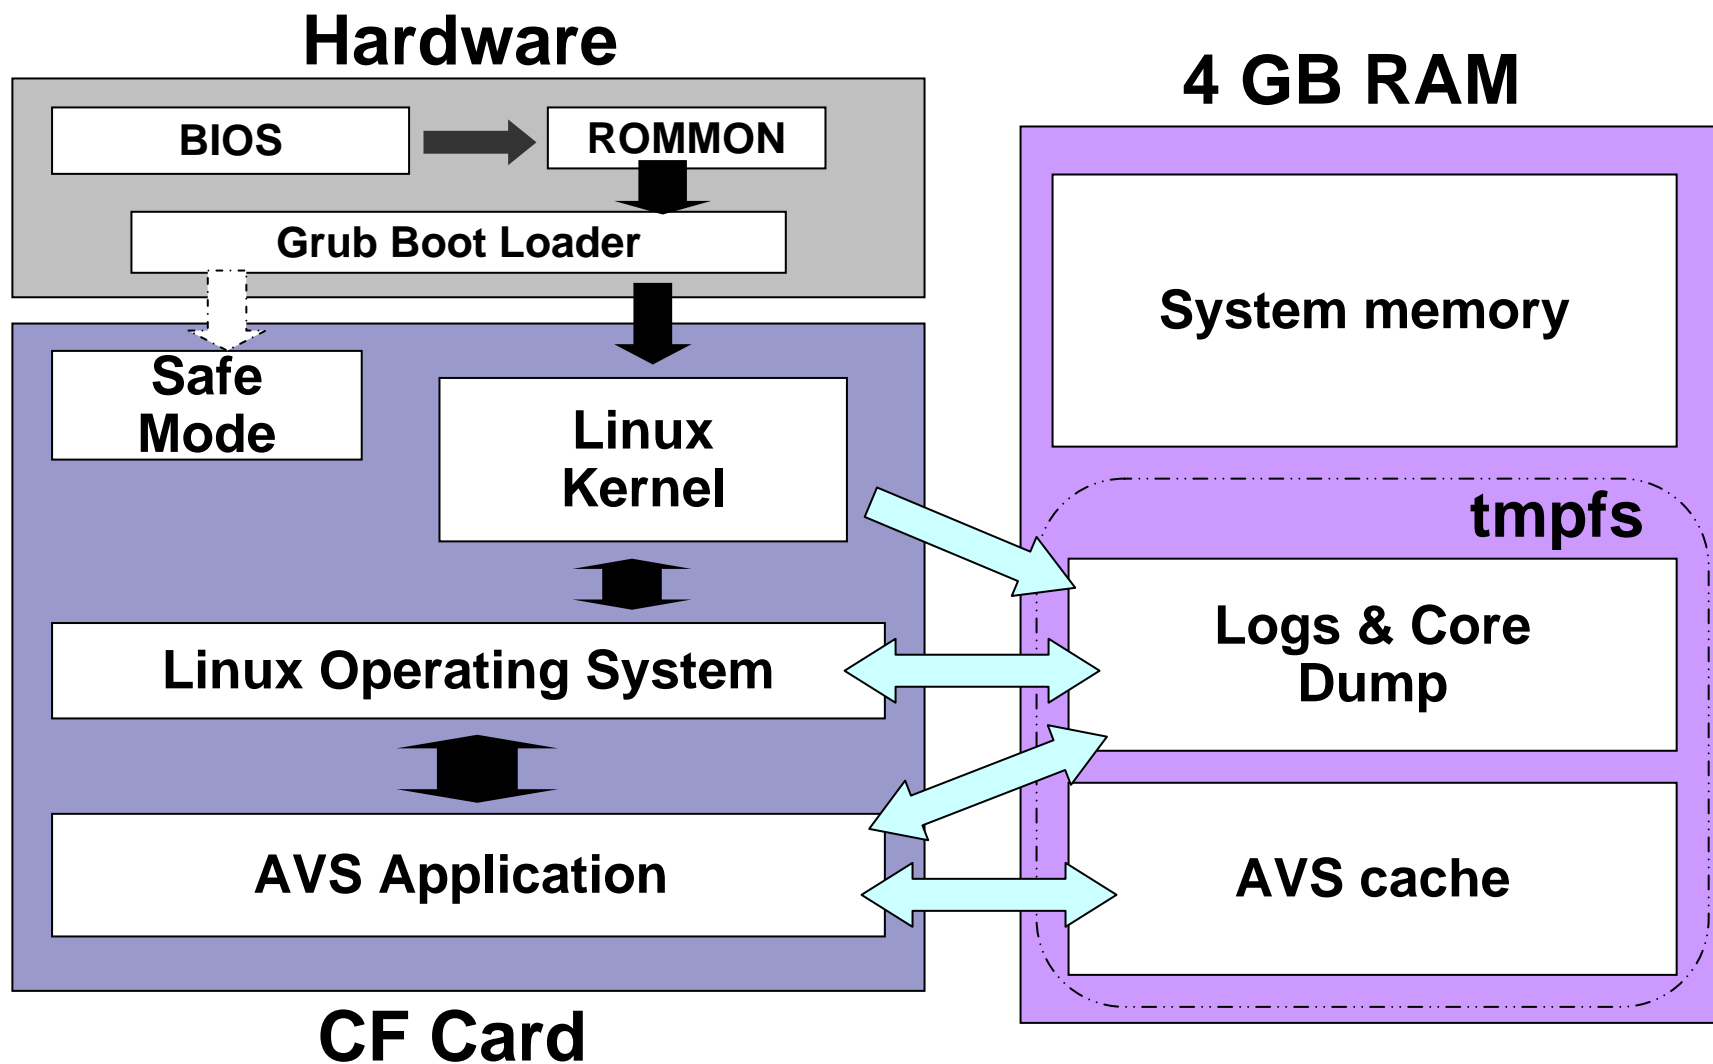 Hardware
BIOS
ROMMON
Grub Boot Loader
Safe
Mode
Linux
Kernel
Linux Operating System
AVS Application
CF Card
4 GB RAM
System memory
tmpfs
Logs & Core
Dump
AVS cache